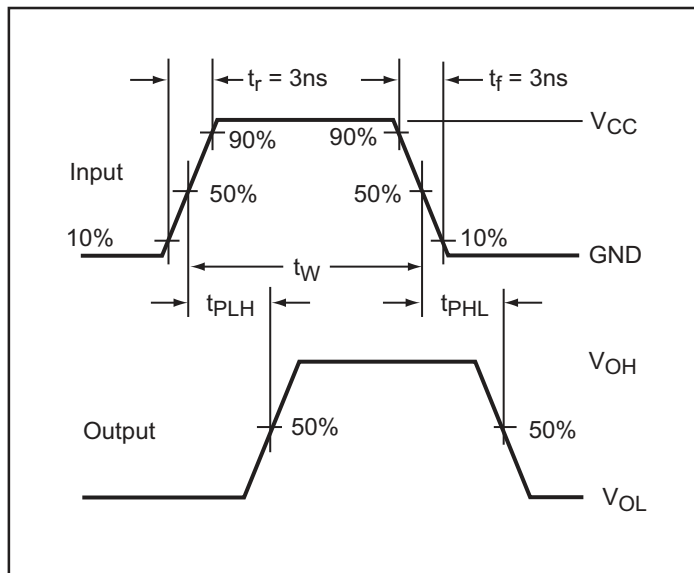 t_r = 3ns
t_f = 3ns
V_CC
90%
90%
Input
50%
50%
10%
10%
GND
t_W
t_PLH
t_PHL
V_OH
Output
50%
50%
V_OL